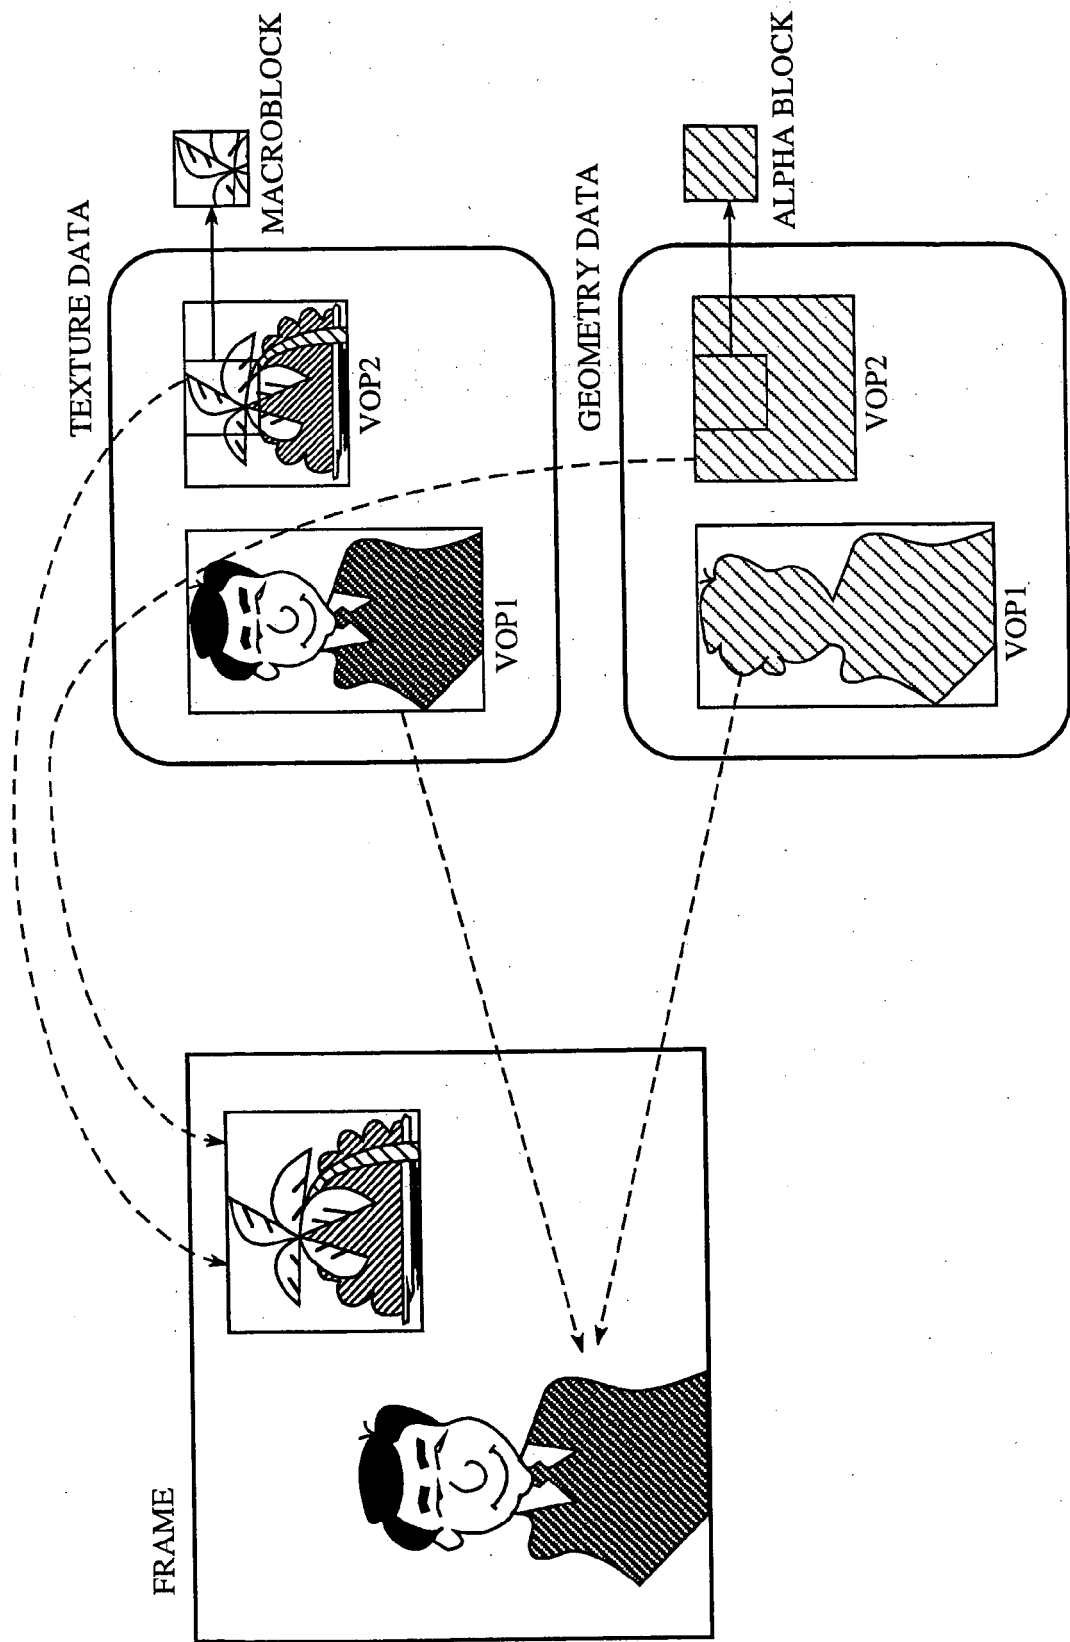 FRAME
TEXTURE DATA
VOP1
VOP2
MACROBLOCK
GEOMETRY DATA
VOP1
VOP2
ALPHA BLOCK